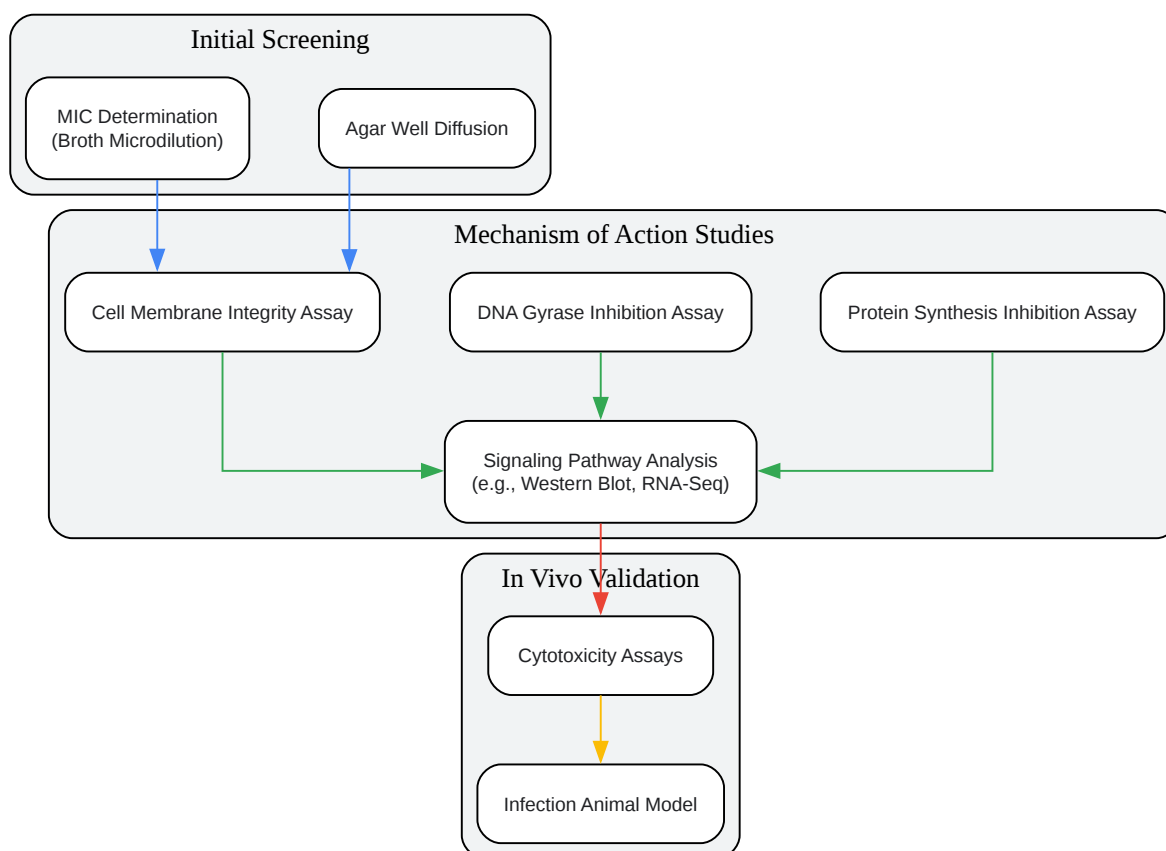 Initial Screening
MIC Determination
(Broth Microdilution)
Agar Well Diffusion
Mechanism of Action Studies
Cell Membrane Integrity Assay
DNA Gyrase Inhibition Assay
Protein Synthesis Inhibition Assay
Signaling Pathway Analysis
(e.g., Western Blot, RNA-Seq)
In Vivo Validation
Cytotoxicity Assays
Infection Animal Model